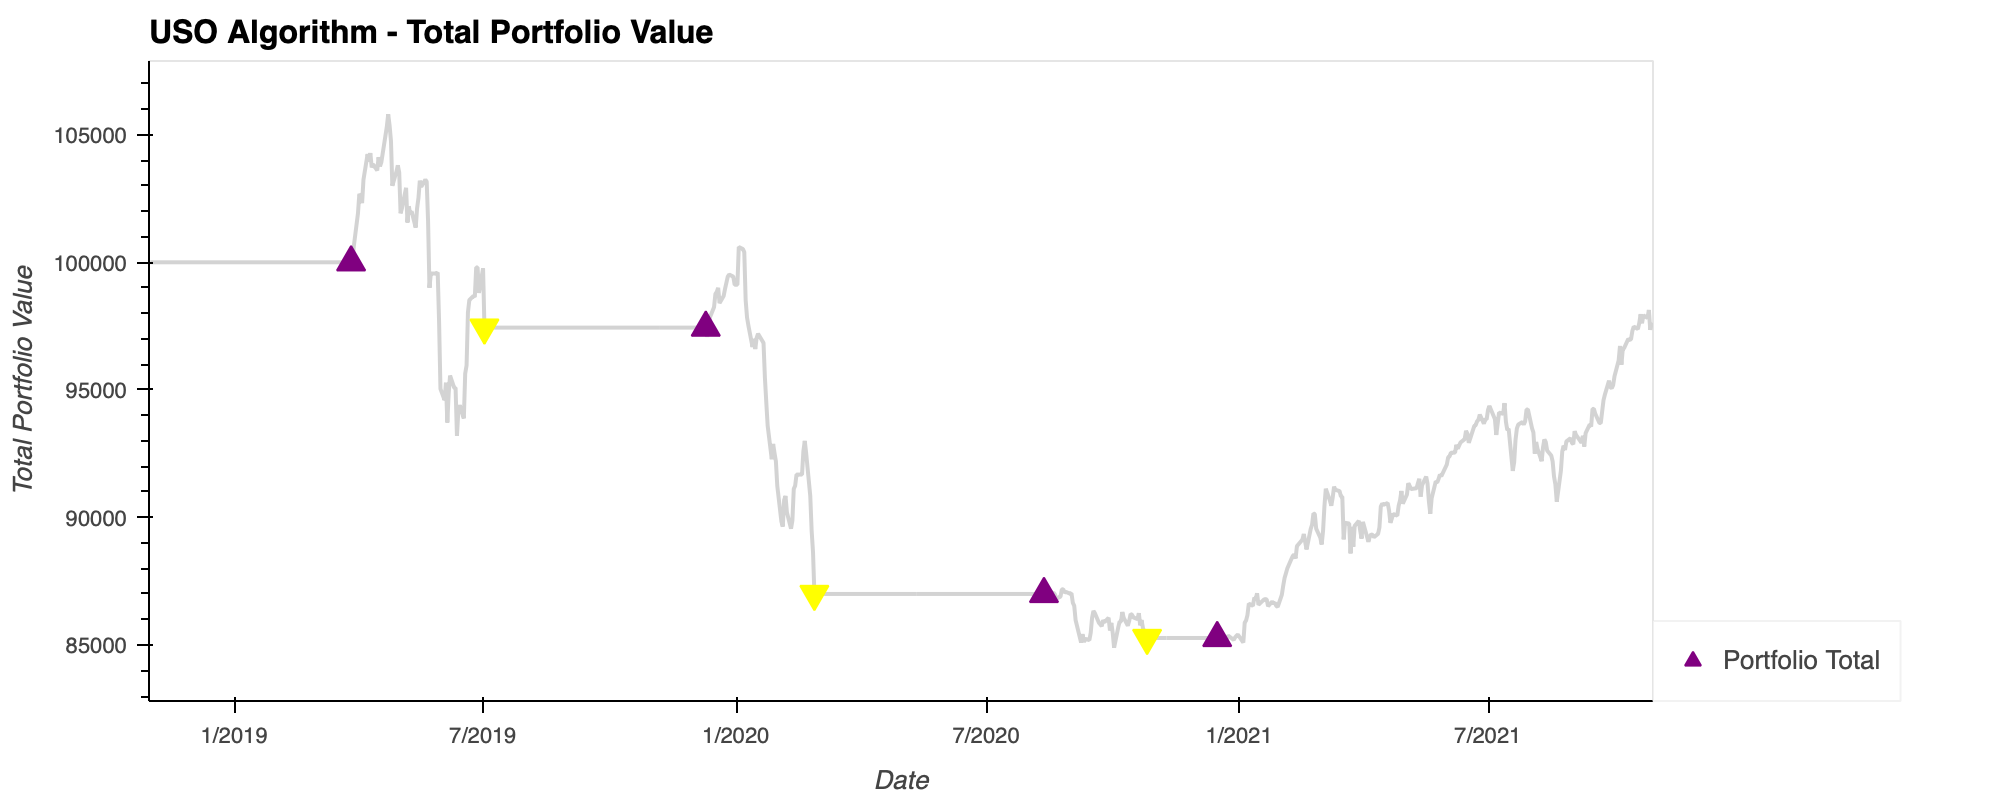 USO Algorithm - Total Portfolio Value
Total Portfolio Value
105000
100000
95000
90000
85000
1/2019
7/2019
1/2020
7/2020
1/2021
7/2021
Date
Portfolio Total